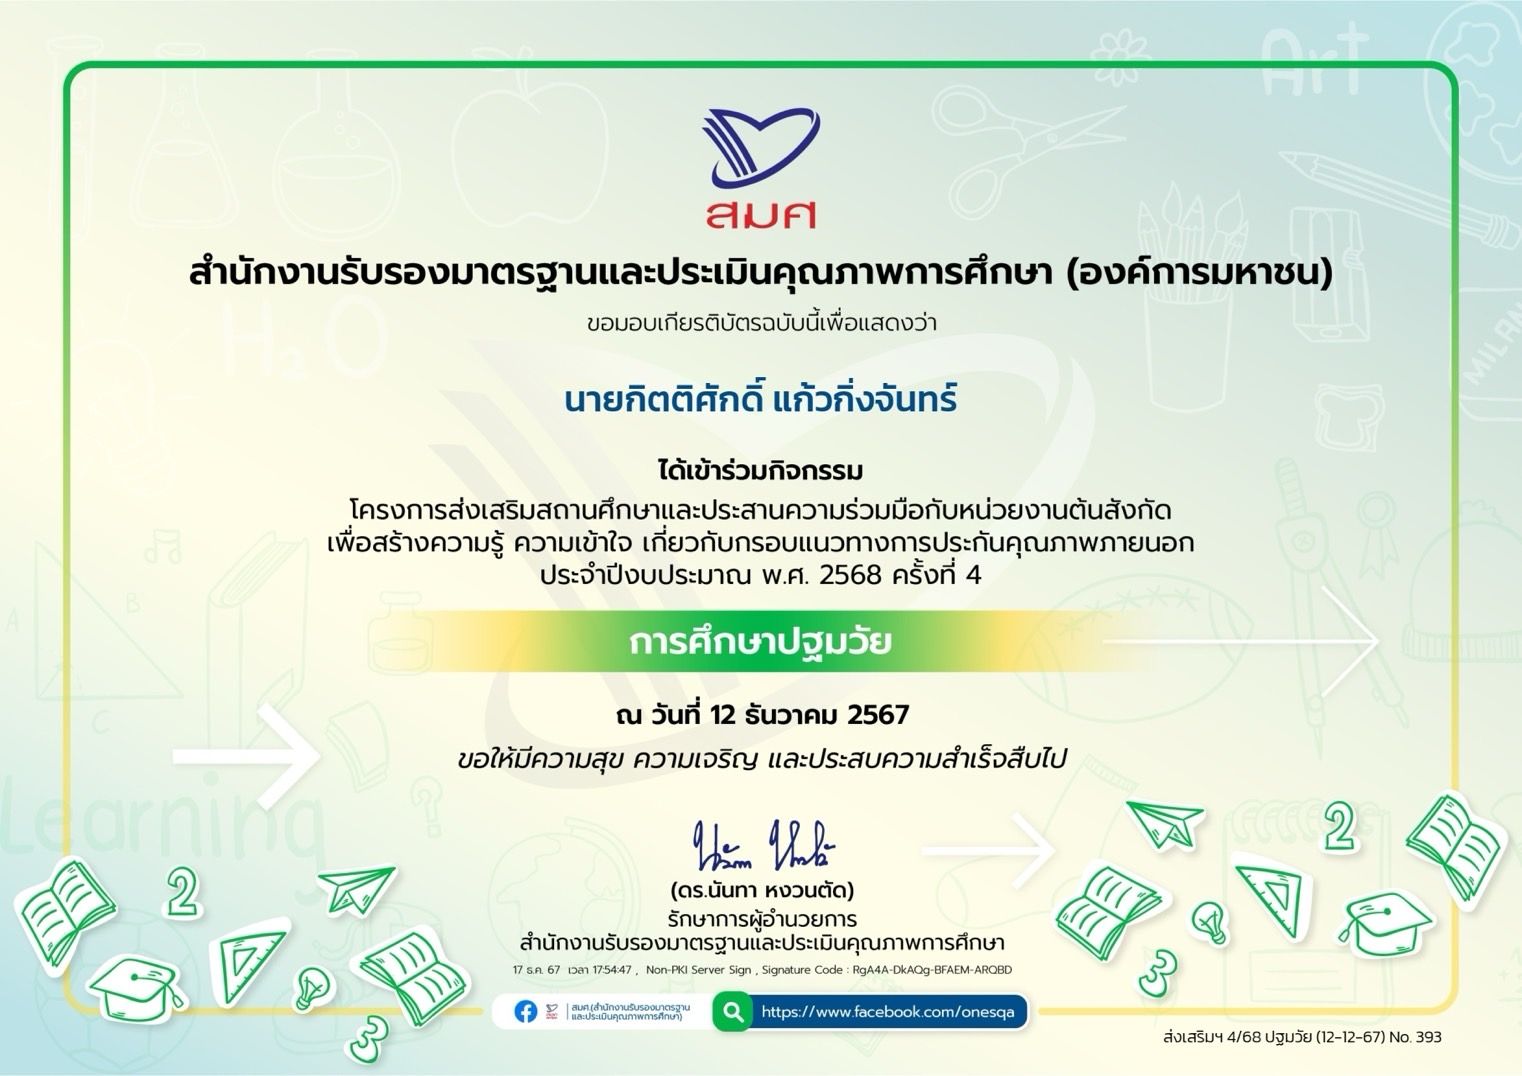 Art
MILAN
H₂O
สมศ
สำนักงานรับรองมาตรฐานและประเมินคุณภาพการศึกษา (องค์การมหาชน)
ขอมอบเกียรติบัตรฉบับนี้เพื่อแสดงว่า
นายกิตติศักดิ์ แก้วกิ่งจันทร์
ได้เข้าร่วมกิจกรรม
โครงการส่งเสริมสถานศึกษาและประสานความร่วมมือกับหน่วยงานต้นสังกัด
เพื่อสร้างความรู้ ความเข้าใจ เกี่ยวกับกรอบแนวทางการประกันคุณภาพภายนอก
ประจำปีงบประมาณ พ.ศ. 2568 ครั้งที่ 4
A
B
C
การศึกษาปฐมวัย
ณ วันที่ 12 ธันวาคม 2567
ขอให้มีความสุข ความเจริญ และประสบความสำเร็จสืบไป
Learning
2
2
3
3
(ดร.นันทา หงวนตัด)
รักษาการผู้อำนวยการ
สำนักงานรับรองมาตรฐานและประเมินคุณภาพการศึกษา
17 ธ.ค. 67 เวลา 17:54:47 , Non-PKI Server Sign , Signature Code : RgA4A-DkAQg-BFAEM-ARQBD
สมศ.(สำนักงานรับรองมาตรฐาน
และประเมินคุณภาพการศึกษา)
https://www.facebook.com/onesqa
ส่งเสริมฯ 4/68 ปฐมวัย (12-12-67) No. 393